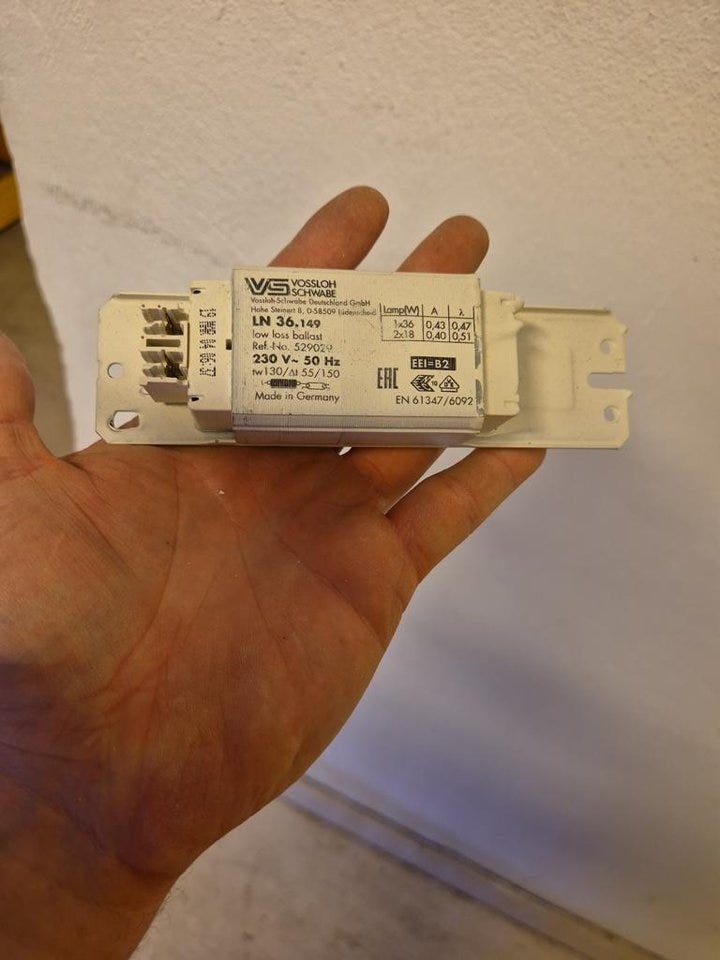 VS VOSSLOH
SCHWABE
Vossloh-Schwabe Deutschland GmbH
Hohe Steinert 8, D-58509 Lüdenscheid
LN 36.149
low loss ballast
Ref.-No. 529029
230 V~ 50 Hz
tw130/Δt 55/150
Made in Germany
Lamp(W) A λ
1x36 0,43 0,47
2x18 0,40 0,51
EEI=B2
EAC
10
EN 61347/6092